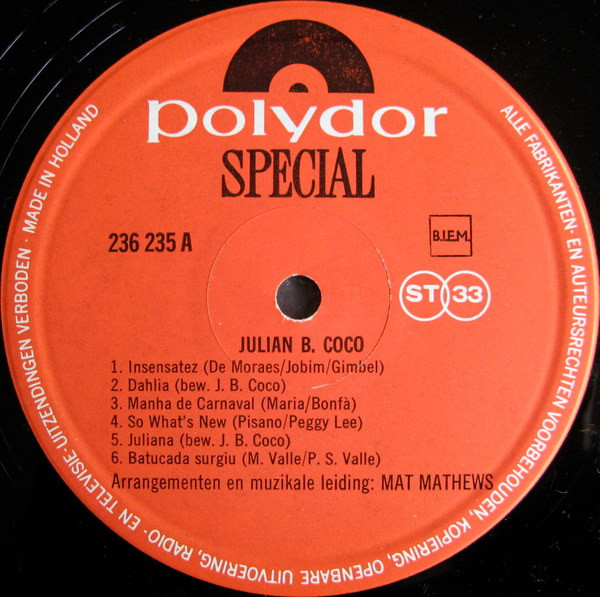 polydor
SPECIAL
236 235 A
B.I.E.M.
ST 33
JULIAN B. COCO
1. Insensatez (De Moraes/Jobim/Gimbel)
2. Dahlia (bew. J. B. Coco)
3. Manha de Carnaval (Maria/Bonfà)
4. So What's New (Pisano/Peggy Lee)
5. Juliana (bew. J. B. Coco)
6. Batucada surgiu (M. Valle/P. S. Valle)
Arrangementen en muzikale leiding: MAT MATHEWS
ALLE FABRIKANTEN- EN AUTEURSRECHTEN VOORBEHOUDEN, KOPIERING, OPENBARE UITVOERING, RADIO- EN TELEVISIE-UITZENDINGEN VERBODEN · MADE IN HOLLAND